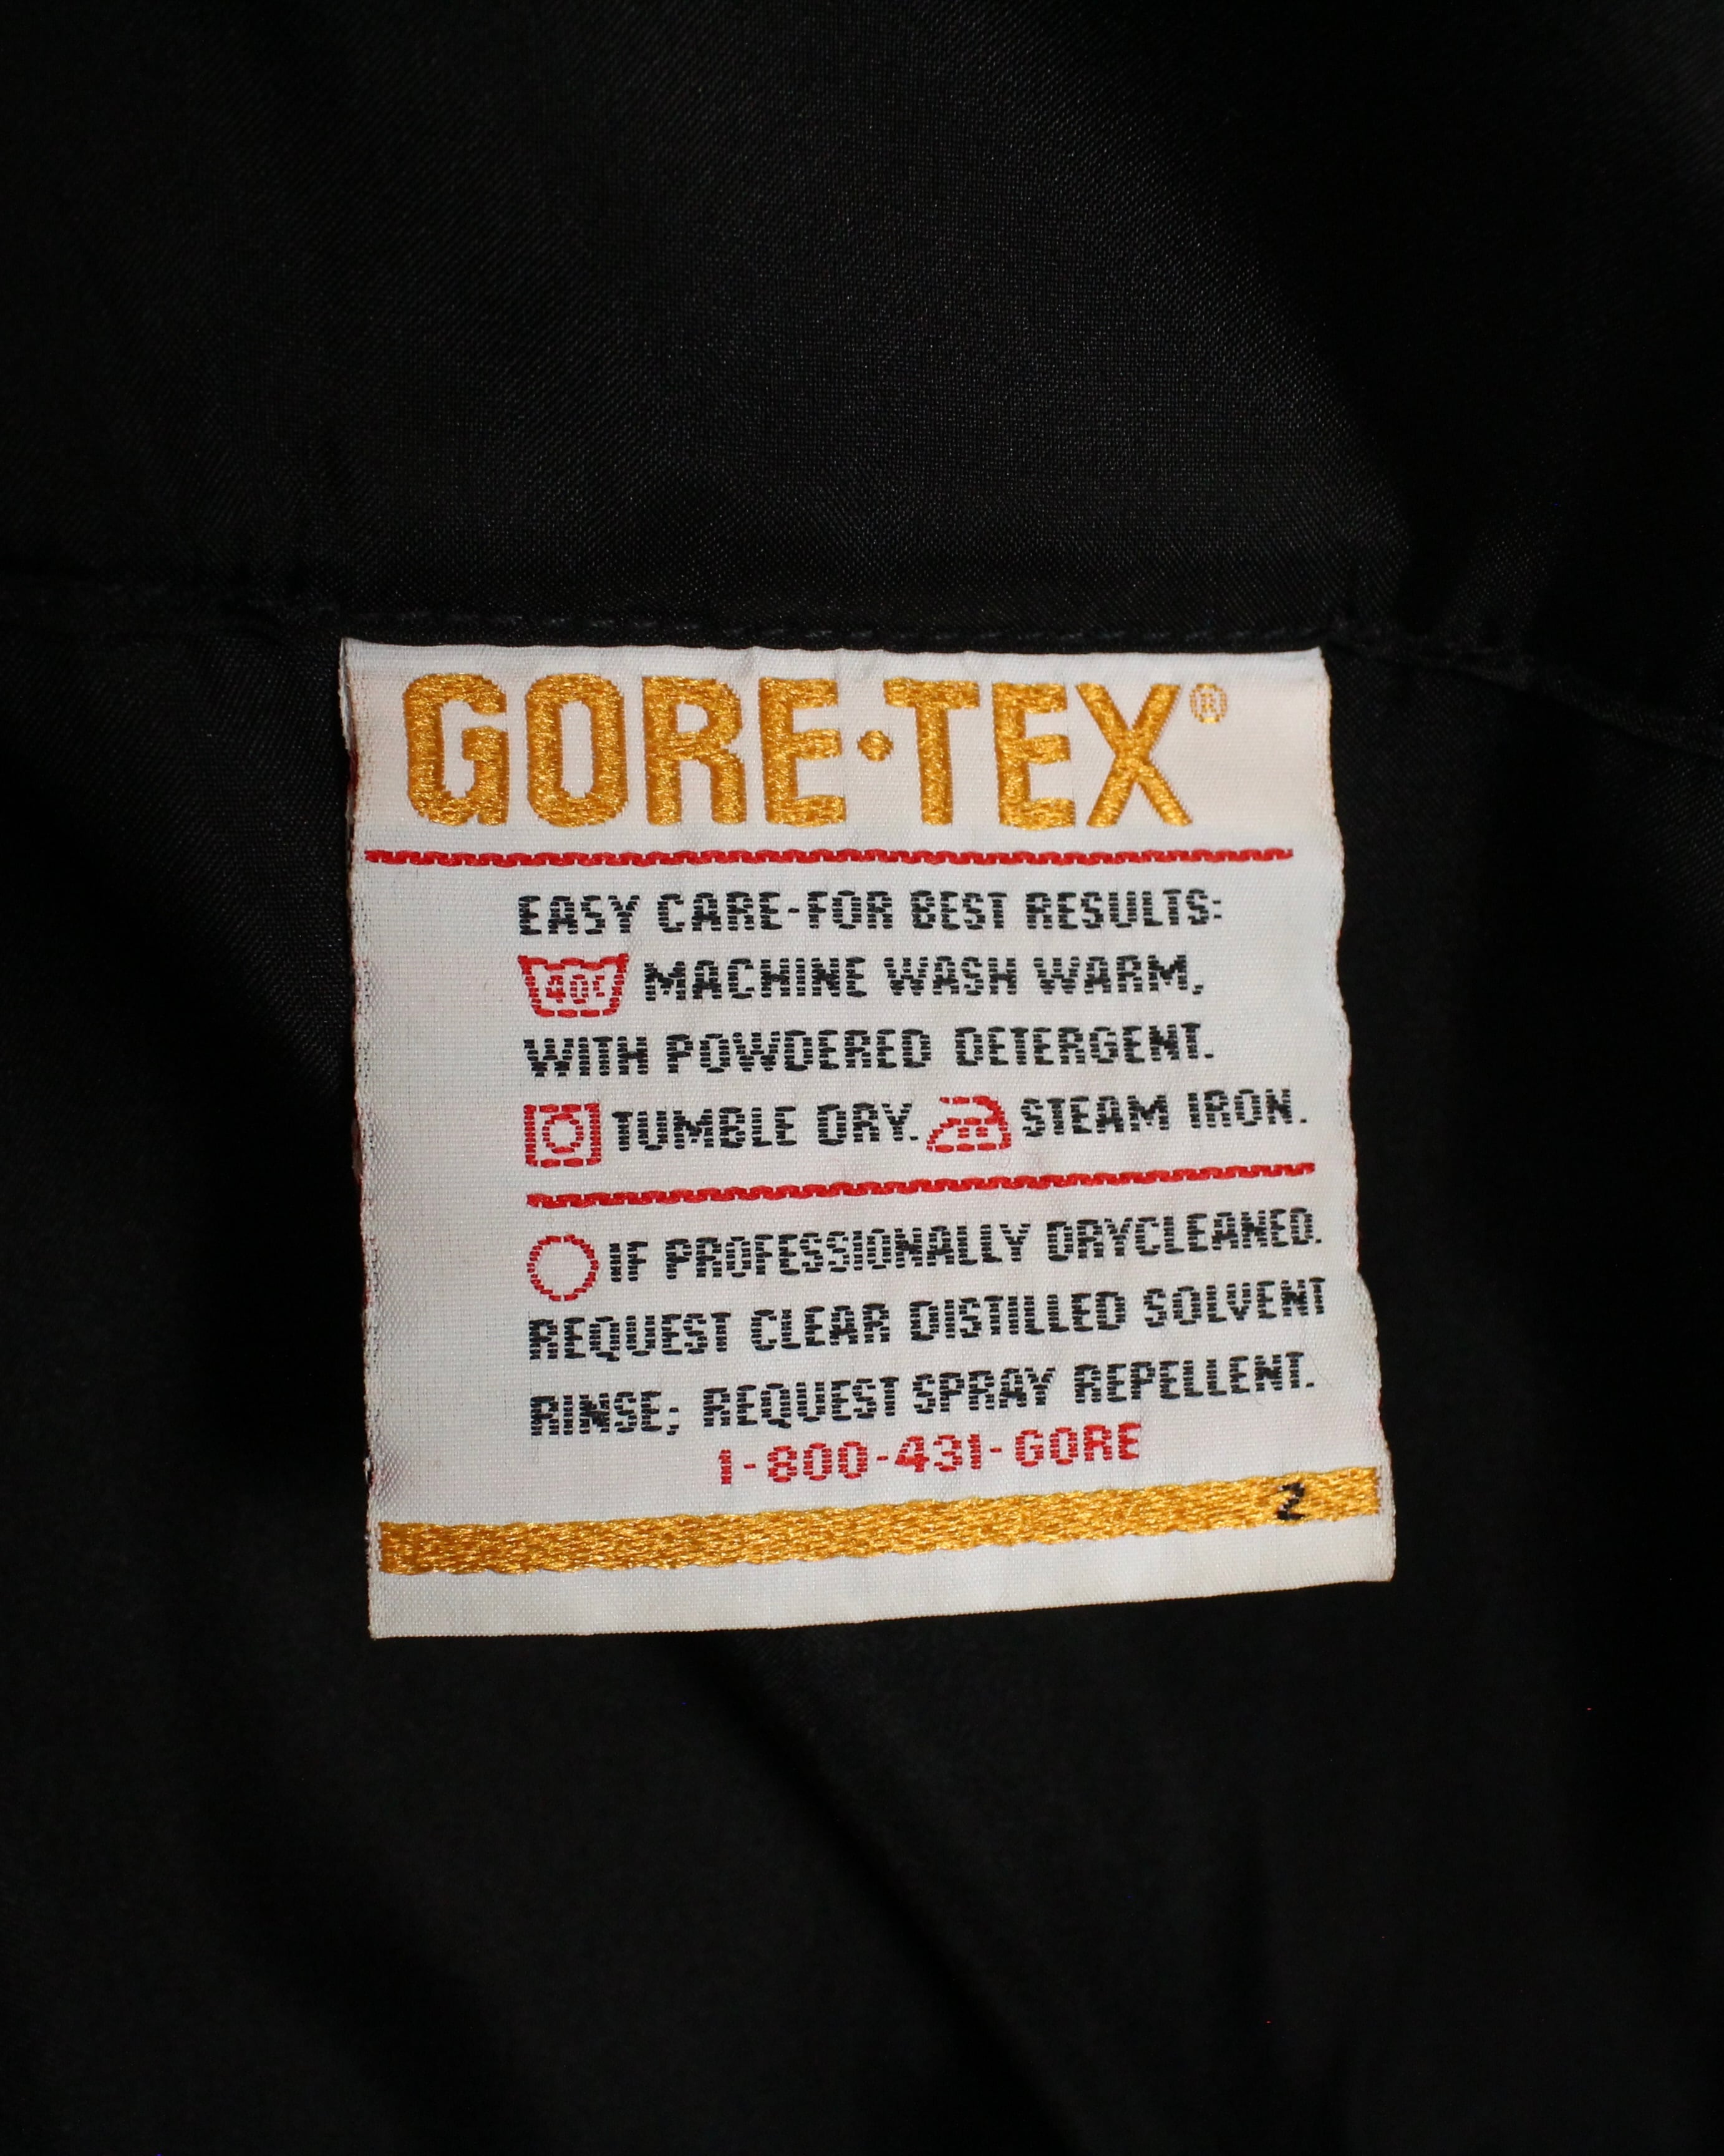 GORE·TEX®
EASY CARE-FOR BEST RESULTS:
40C MACHINE WASH WARM,
WITH POWDERED DETERGENT.
TUMBLE DRY. STEAM IRON.
IF PROFESSIONALLY DRYCLEANED.
REQUEST CLEAR DISTILLED SOLVENT
RINSE; REQUEST SPRAY REPELLENT.
1-800-431-GORE
2